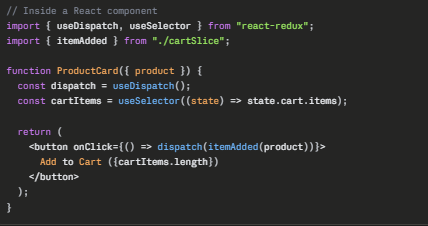 // Inside a React component
import { useDispatch, useSelector } from "react-redux";
import { itemAdded } from "./cartSlice";
function ProductCard({ product }) {
const dispatch = useDispatch();
const cartItems = useSelector((state) => state.cart.items);
return (
<button onClick={() => dispatch(itemAdded(product))}>
Add to Cart ({cartItems.length})
</button>
);
}